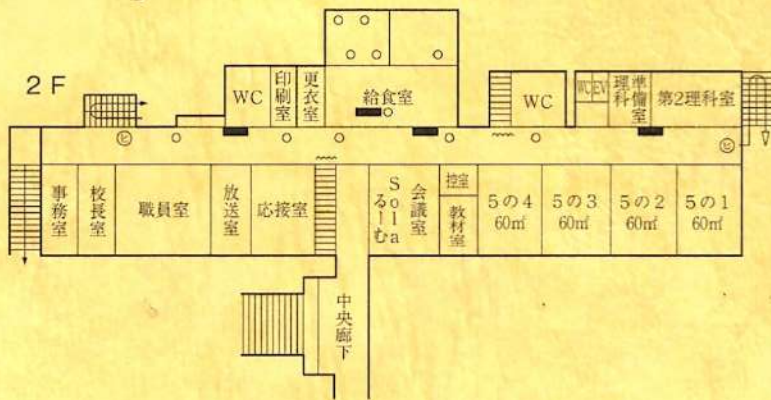 2F
WC
印刷室
更衣室
給食室
WC
WC
EV
理科
準備室
第2理科室
㋪
㋪
事務室
校長室
職員室
放送室
応接室
Sola
るーむ
会議室
控室
教材室
5の4
60㎡
5の3
60㎡
5の2
60㎡
5の1
60㎡
中央廊下